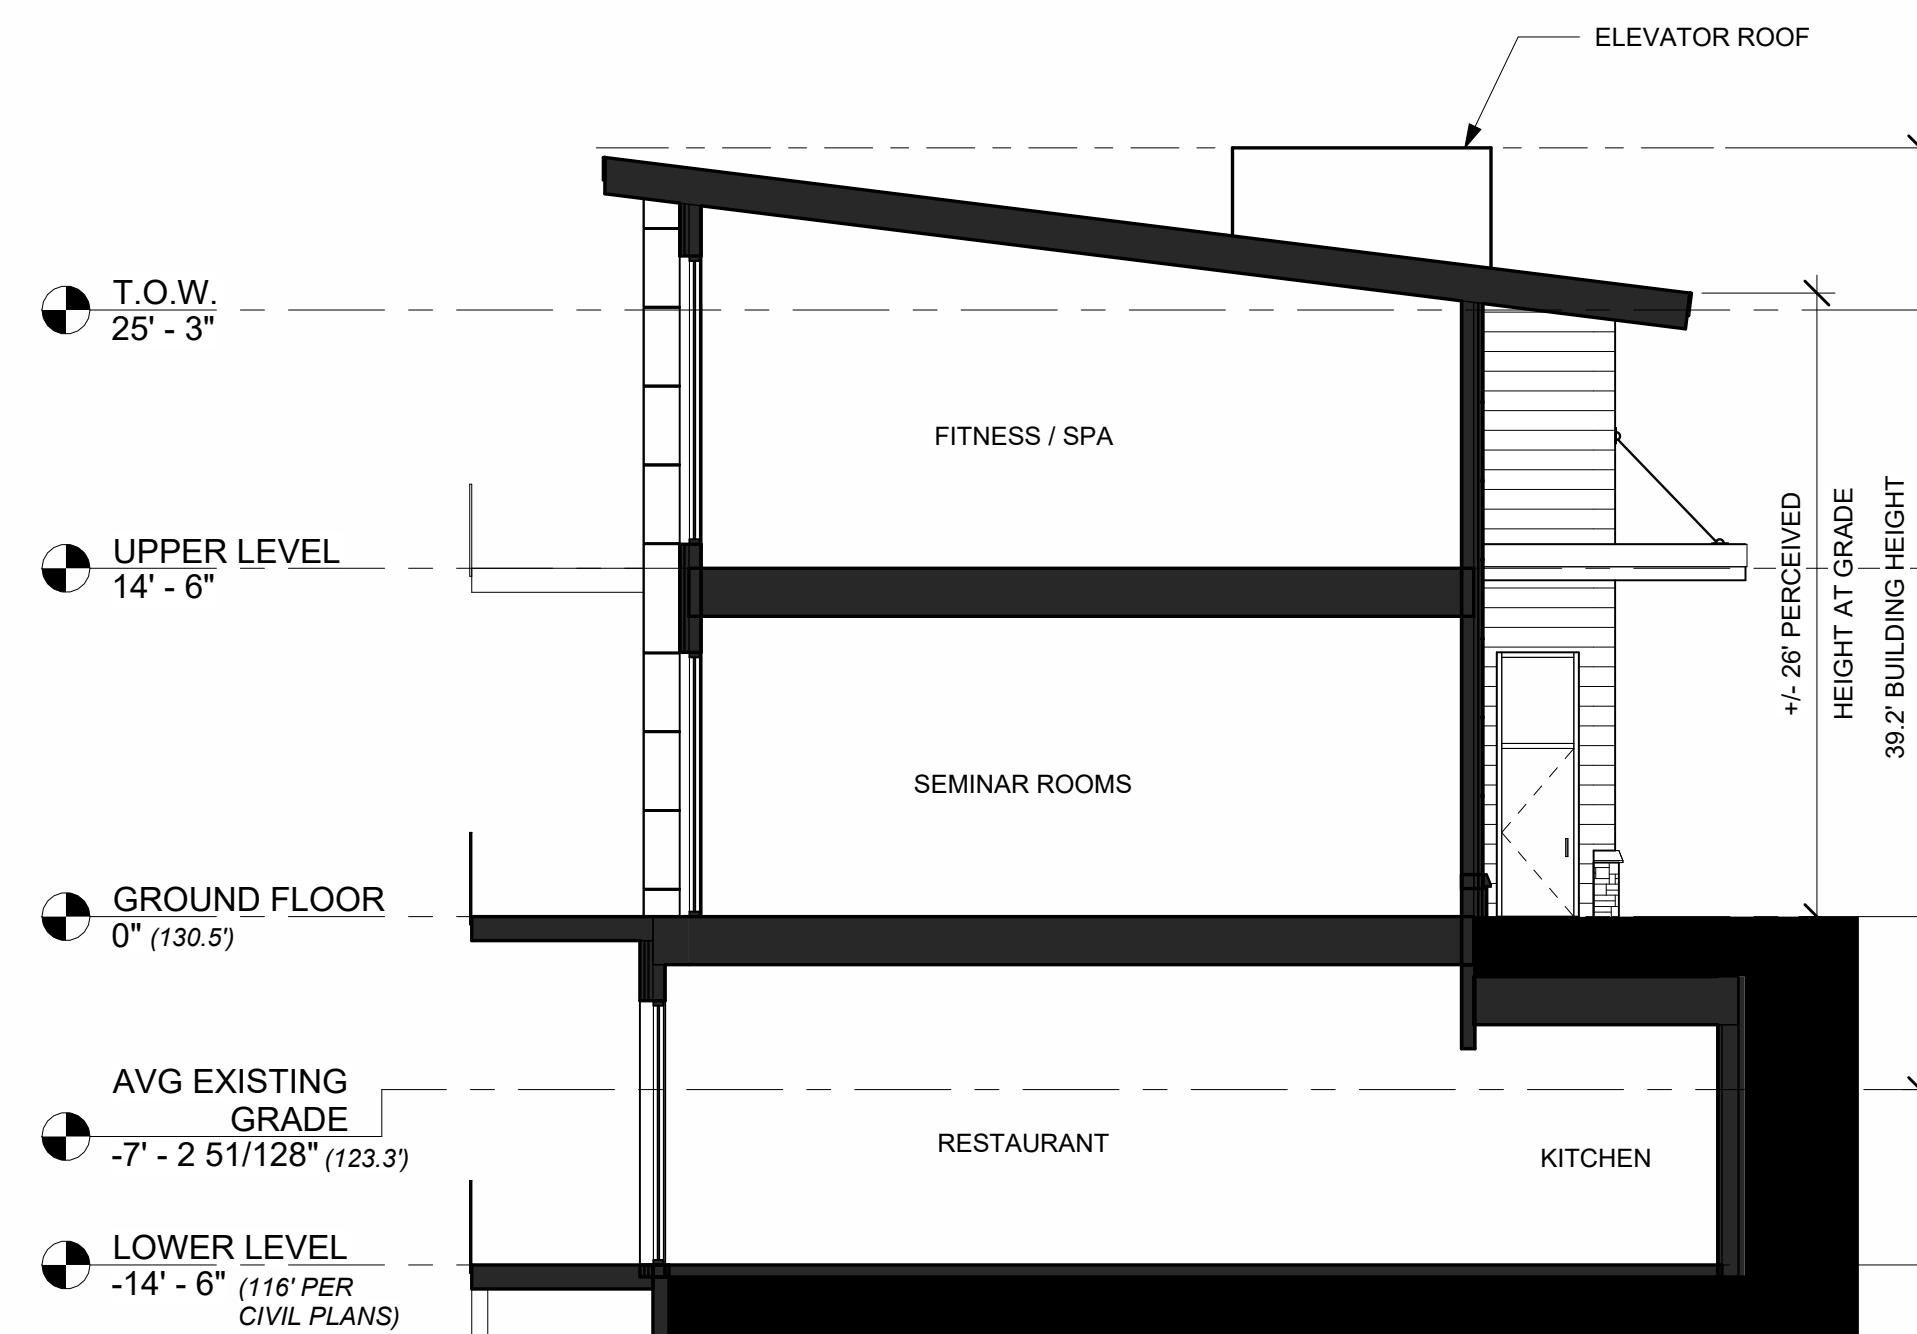 ELEVATOR ROOF
T.O.W.
25' - 3"
FITNESS / SPA
UPPER LEVEL
14' - 6"
+/- 26' PERCEIVED
HEIGHT AT GRADE
39.2' BUILDING HEIGHT
SEMINAR ROOMS
GROUND FLOOR
0" (130.5')
AVG EXISTING
GRADE
-7' - 2 51/128" (123.3')
RESTAURANT
KITCHEN
LOWER LEVEL
-14' - 6" (116' PER
CIVIL PLANS)